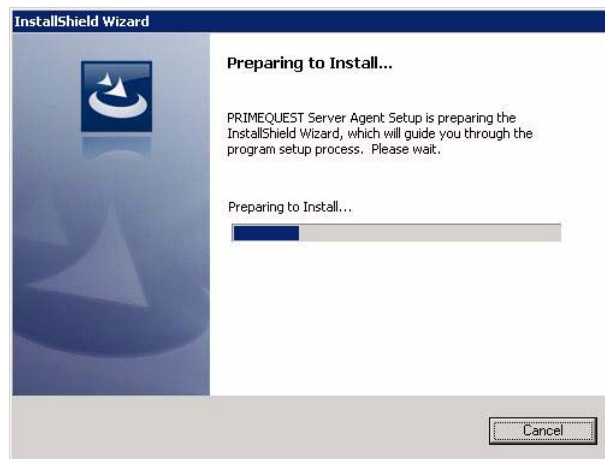 InstallShield Wizard
Preparing to Install...
PRIMEQUEST Server Agent Setup is preparing the
InstallShield Wizard, which will guide you through the
program setup process. Please wait.
Preparing to Install...
Cancel